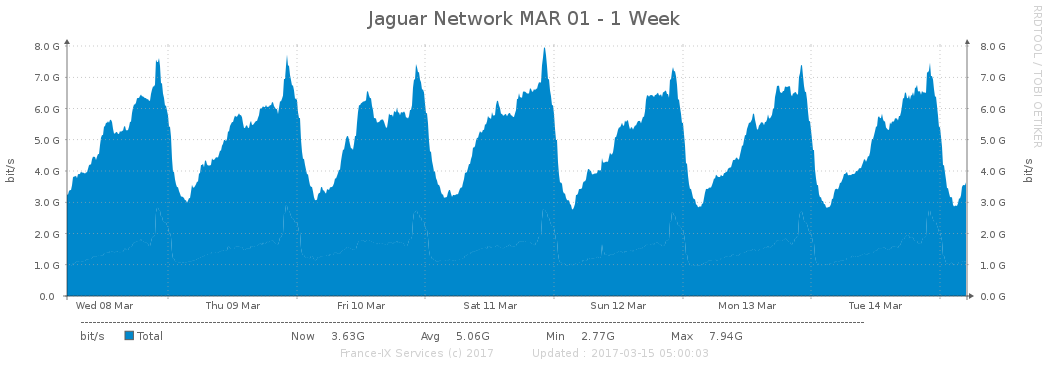 Jaguar Network MAR 01 - 1 Week
RRDTOOL / TOBI OETIKER
8.0 G 8.0 G
7.0 G 7.0 G
6.0 G 6.0 G
5.0 G 5.0 G
4.0 G 4.0 G
3.0 G 3.0 G
2.0 G 2.0 G
1.0 G 1.0 G
0.0 0.0 G
bit/s
bit/s
Wed 08 Mar Thu 09 Mar Fri 10 Mar Sat 11 Mar Sun 12 Mar Mon 13 Mar Tue 14 Mar
bit/s Total Now 3.63G Avg 5.06G Min 2.77G Max 7.94G
France-IX Services (c) 2017 Updated : 2017-03-15 05:00:03